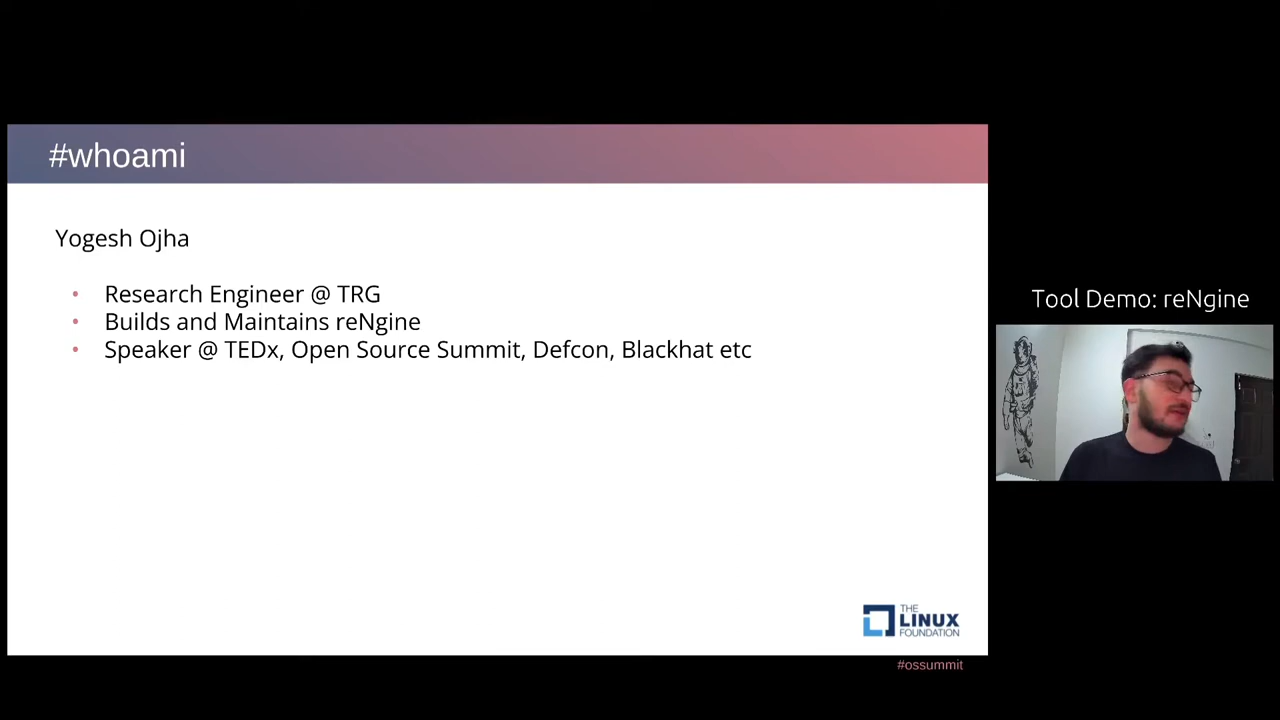 #whoami
Yogesh Ojha
• Research Engineer @ TRG
• Builds and Maintains reNgine
• Speaker @ TEDx, Open Source Summit, Defcon, Blackhat etc
Tool Demo: reNgine
THE
LINUX
FOUNDATION
#ossummit